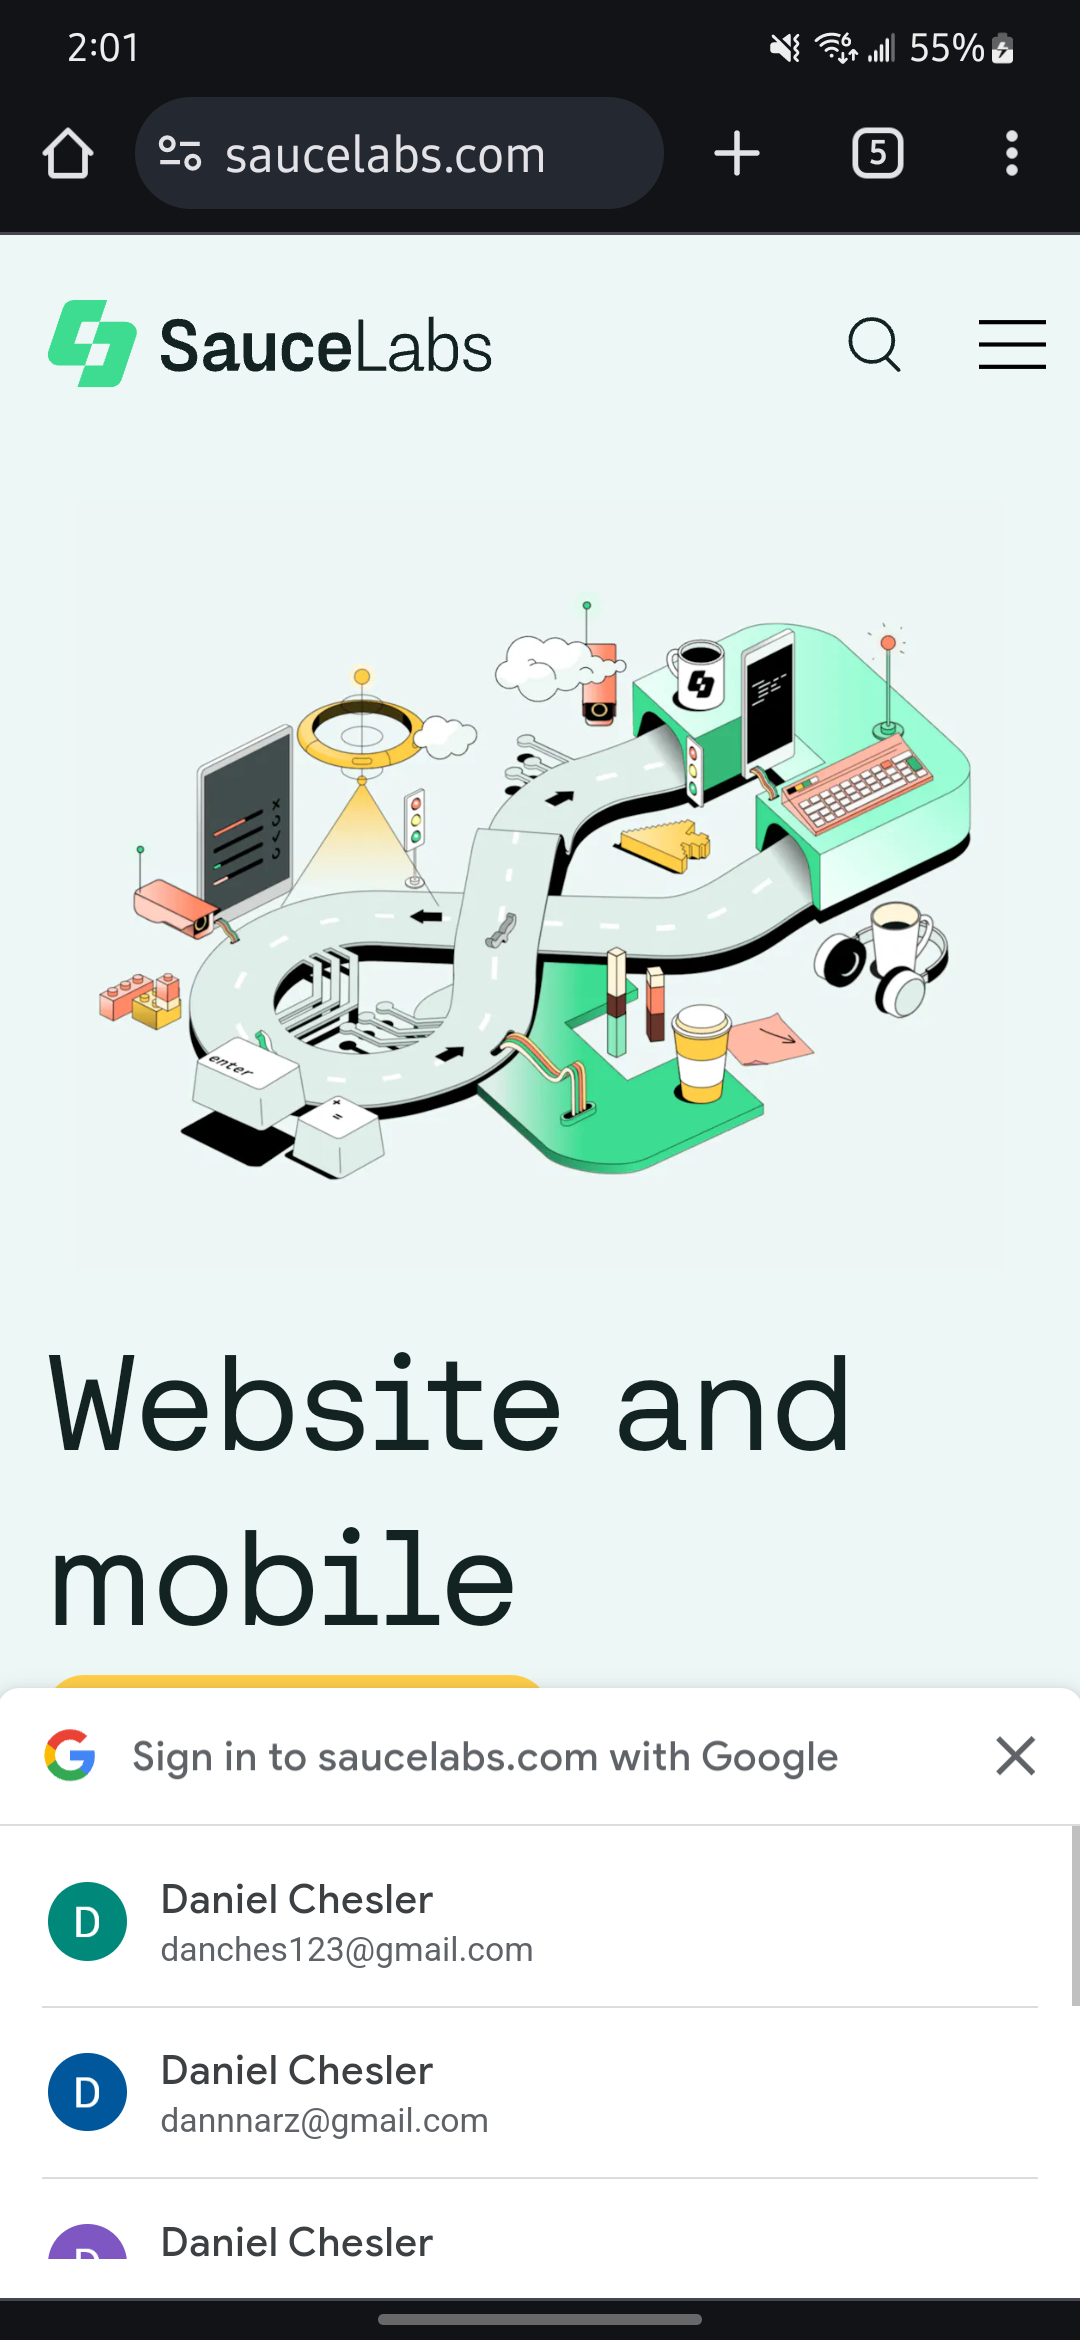 2:01
6
55%
saucelabs.com
5
SauceLabs
enter
+
=
Website and
mobile
Sign in to saucelabs.com with Google
D
Daniel Chesler
danches123@gmail.com
D
Daniel Chesler
dannnarz@gmail.com
D
Daniel Chesler